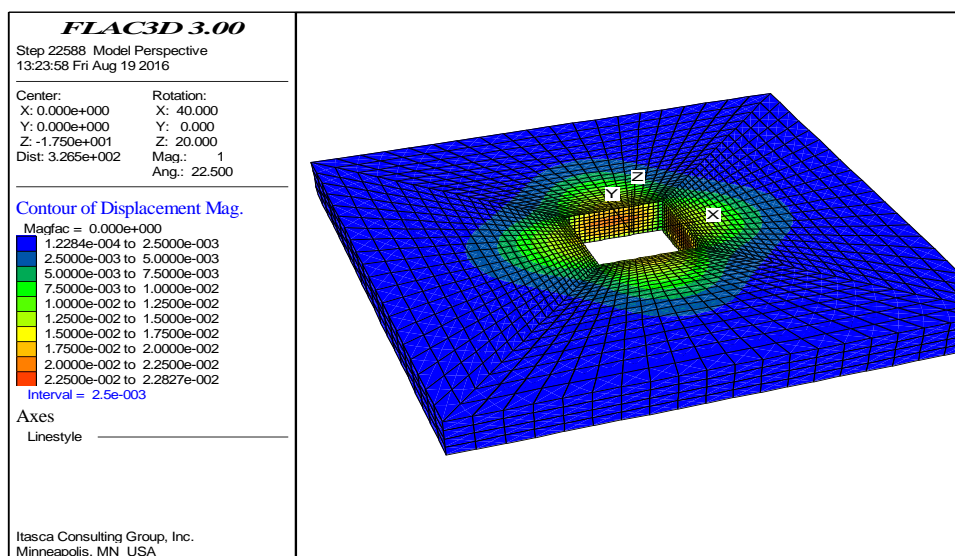 FLAC3D 3.00
Step 22588 Model Perspective
13:23:58 Fri Aug 19 2016
Center: Rotation:
X: 0.000e+000 X: 40.000
Y: 0.000e+000 Y: 0.000
Z: -1.750e+001 Z: 20.000
Dist: 3.265e+002 Mag.: 1
Ang.: 22.500
Contour of Displacement Mag.
Magfac = 0.000e+000
1.2284e-004 to 2.5000e-003
2.5000e-003 to 5.0000e-003
5.0000e-003 to 7.5000e-003
7.5000e-003 to 1.0000e-002
1.0000e-002 to 1.2500e-002
1.2500e-002 to 1.5000e-002
1.5000e-002 to 1.7500e-002
1.7500e-002 to 2.0000e-002
2.0000e-002 to 2.2500e-002
2.2500e-002 to 2.2827e-002
Interval = 2.5e-003
Axes
Linestyle
Itasca Consulting Group, Inc.
Minneapolis, MN USA
Z
Y
X